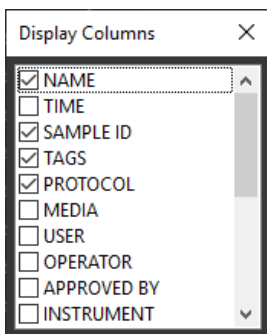 Display Columns
NAME
TIME
SAMPLE ID
TAGS
PROTOCOL
MEDIA
USER
OPERATOR
APPROVED BY
INSTRUMENT